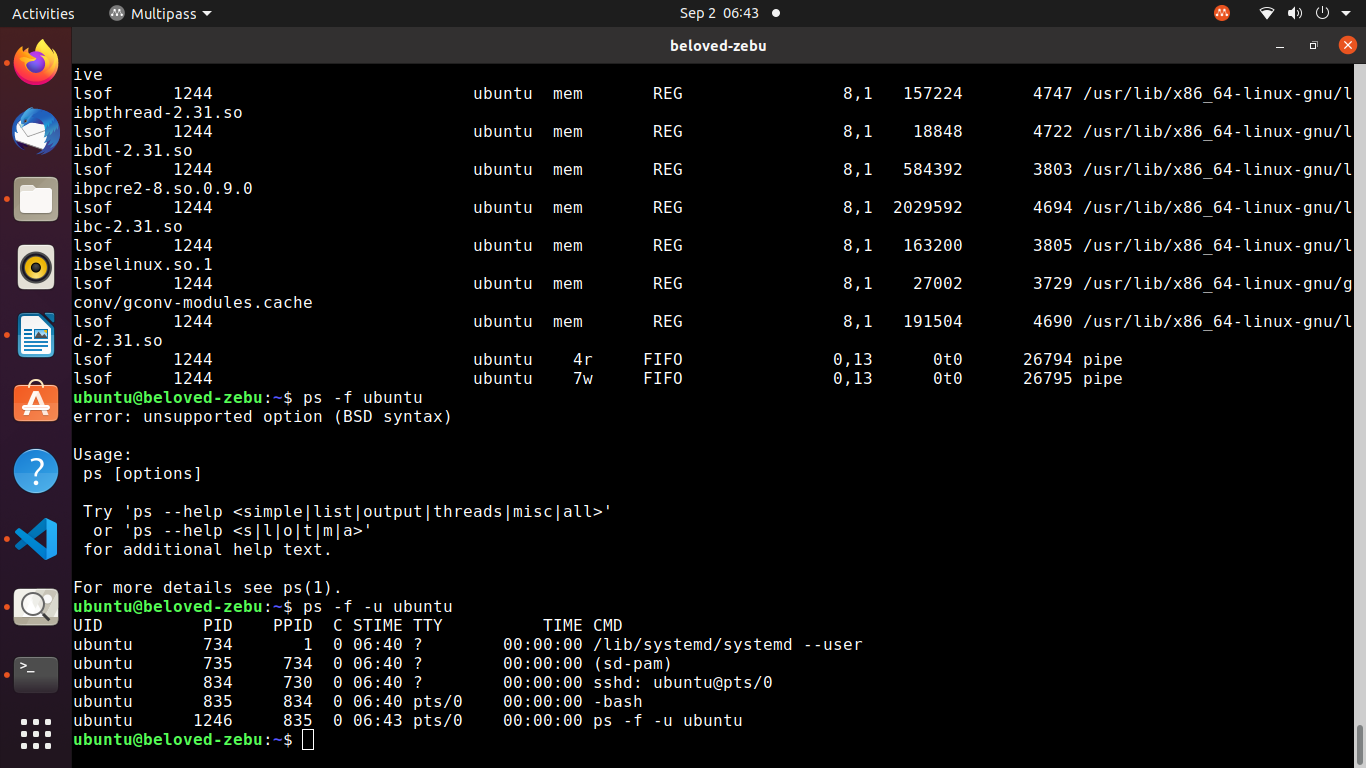 Activities Multipass Sep 2 06:43
beloved-zebu
ive
lsof 1244 ubuntu mem REG 8,1 157224 4747 /usr/lib/x86_64-linux-gnu/l
ibpthread-2.31.so
lsof 1244 ubuntu mem REG 8,1 18848 4722 /usr/lib/x86_64-linux-gnu/l
ibdl-2.31.so
lsof 1244 ubuntu mem REG 8,1 584392 3803 /usr/lib/x86_64-linux-gnu/l
ibpcre2-8.so.0.9.0
lsof 1244 ubuntu mem REG 8,1 2029592 4694 /usr/lib/x86_64-linux-gnu/l
ibc-2.31.so
lsof 1244 ubuntu mem REG 8,1 163200 3805 /usr/lib/x86_64-linux-gnu/l
ibselinux.so.1
lsof 1244 ubuntu mem REG 8,1 27002 3729 /usr/lib/x86_64-linux-gnu/g
conv/gconv-modules.cache
lsof 1244 ubuntu mem REG 8,1 191504 4690 /usr/lib/x86_64-linux-gnu/l
d-2.31.so
lsof 1244 ubuntu 4r FIFO 0,13 0t0 26794 pipe
lsof 1244 ubuntu 7w FIFO 0,13 0t0 26795 pipe
ubuntu@beloved-zebu:~$ ps -f ubuntu
error: unsupported option (BSD syntax)
Usage:
ps [options]
Try 'ps --help <simple|list|output|threads|misc|all>'
or 'ps --help <s|l|o|t|m|a>'
for additional help text.
For more details see ps(1).
ubuntu@beloved-zebu:~$ ps -f -u ubuntu
UID PID PPID C STIME TTY TIME CMD
ubuntu 734 1 0 06:40 ? 00:00:00 /lib/systemd/systemd --user
ubuntu 735 734 0 06:40 ? 00:00:00 (sd-pam)
ubuntu 834 730 0 06:40 ? 00:00:00 sshd: ubuntu@pts/0
ubuntu 835 834 0 06:40 pts/0 00:00:00 -bash
ubuntu 1246 835 0 06:43 pts/0 00:00:00 ps -f -u ubuntu
ubuntu@beloved-zebu:~$